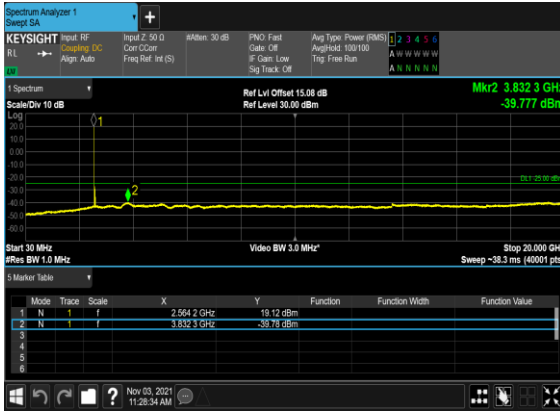 Spectrum Analyzer 1
Swept SA
+
KEYSIGHT Input: RF Input Z: 50 Ω #Atten: 30 dB PNO: Fast Avg Type: Power (RMS) 1 2 3 4 5 6
RL Coupling: DC Corr CCorr Gate: Off Avg|Hold: 100/100 A W W W W W
Align: Auto Freq Ref: Int (S) IF Gain: Low Trig: Free Run
Sig Track: Off A N N N N N
1 Spectrum Ref Lvl Offset 15.08 dB Mkr2 3.832 3 GHz
Scale/Div 10 dB Ref Level 30.00 dBm -39.777 dBm
Log
20.0 1
10.0
0.00
-10.0
-20.0 DL1 -25.00 dBm
-30.0 2
-40.0
-50.0
-60.0
Start 30 MHz Video BW 3.0 MHz* Stop 20.000 GHz
#Res BW 1.0 MHz Sweep ~38.3 ms (40001 pts)
5 Marker Table
Mode Trace Scale X Y Function Function Width Function Value
1 N 1 f 2.564 2 GHz 19.12 dBm
2 N 1 f 3.832 3 GHz -39.78 dBm
3
4
5
6
? Nov 03, 2021
11:28:34 AM